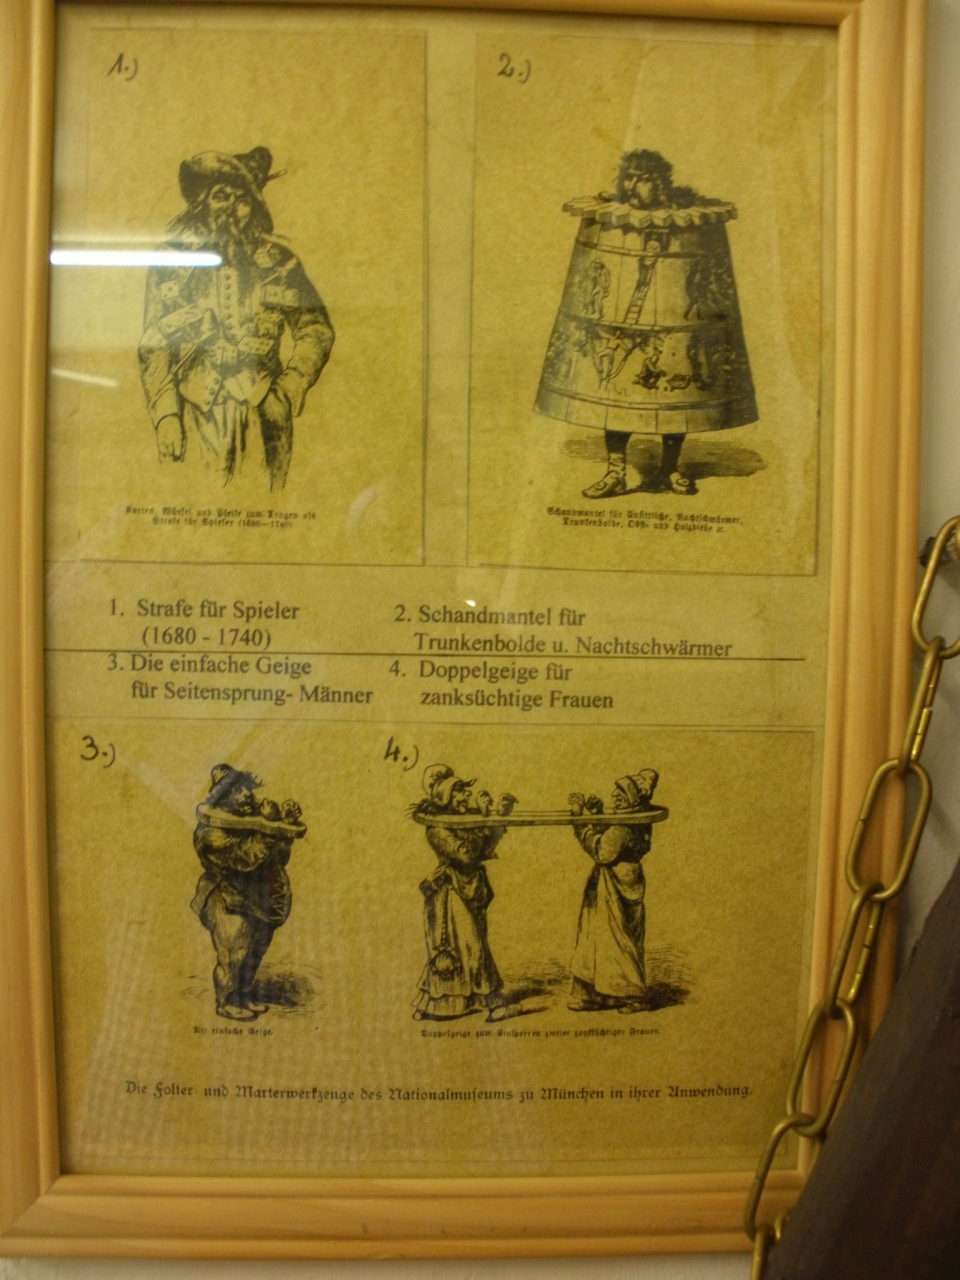 1.)
2.)
Karten, Würfel und Pfeife zum Tragen als
Strafe für Spieler (1680—1740)
Schandmantel für Unsittliche, Nachtschwärmer,
Trunkenbolde, Obst- und Holzdiebe ꝛc.
1. Strafe für Spieler
(1680 - 1740)
2. Schandmantel für
Trunkenbolde u. Nachtschwärmer
3. Die einfache Geige
für Seitensprung- Männer
4. Doppelgeige für
zanksüchtige Frauen
3.)
4.)
Die einfache Geige.
Doppelgeige zum Einsperren zweier zanksüchtiger Frauen.
Die Folter- und Marterwerkzeuge des Nationalmuseums zu München in ihrer Anwendung.